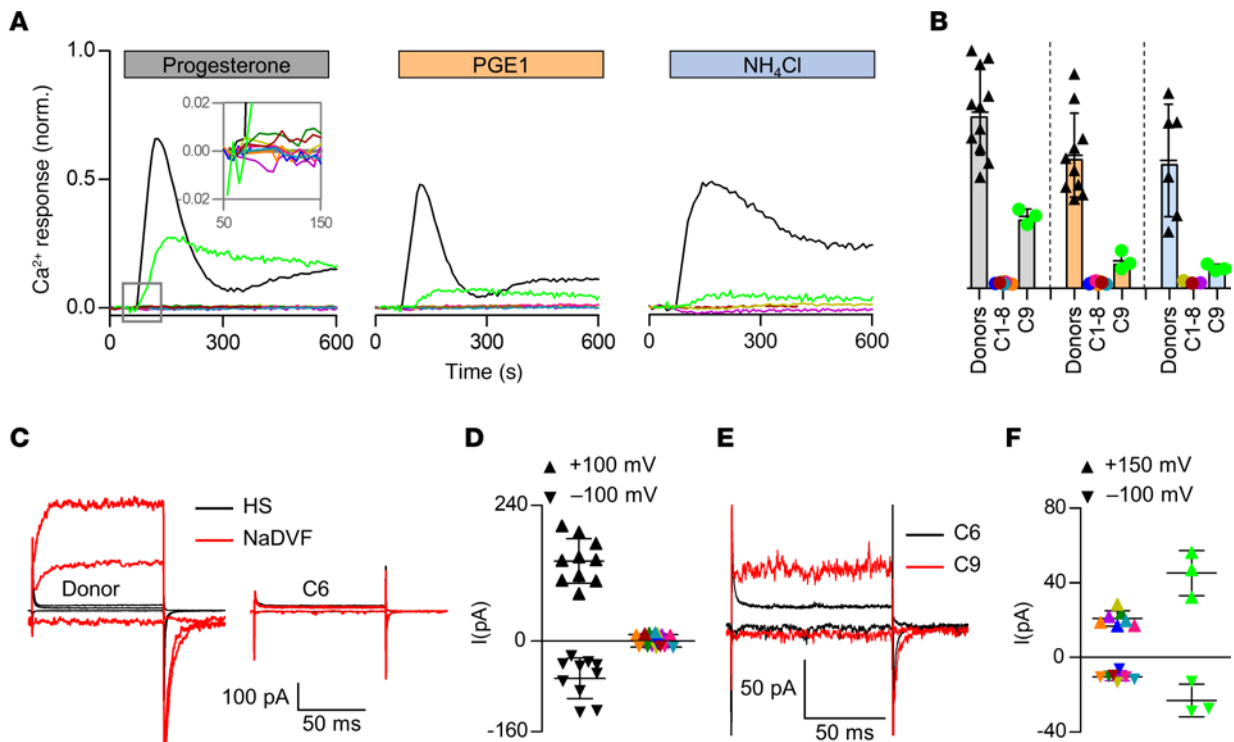 A
B
Progesterone
PGE1
NH₄Cl
Ca²⁺ response (norm.)
1.0
0.5
0.0
0.02
0.00
-0.02
50
150
0
300
600
0
300
600
0
300
600
Time (s)
Donors
C1-8
C9
Donors
C1-8
C9
Donors
C1-8
C9
C
D
E
F
HS
NaDVF
Donor
C6
100 pA
50 ms
+100 mV
–100 mV
I(pA)
240
0
-160
C6
C9
50 pA
50 ms
+150 mV
–100 mV
I(pA)
80
40
0
-40